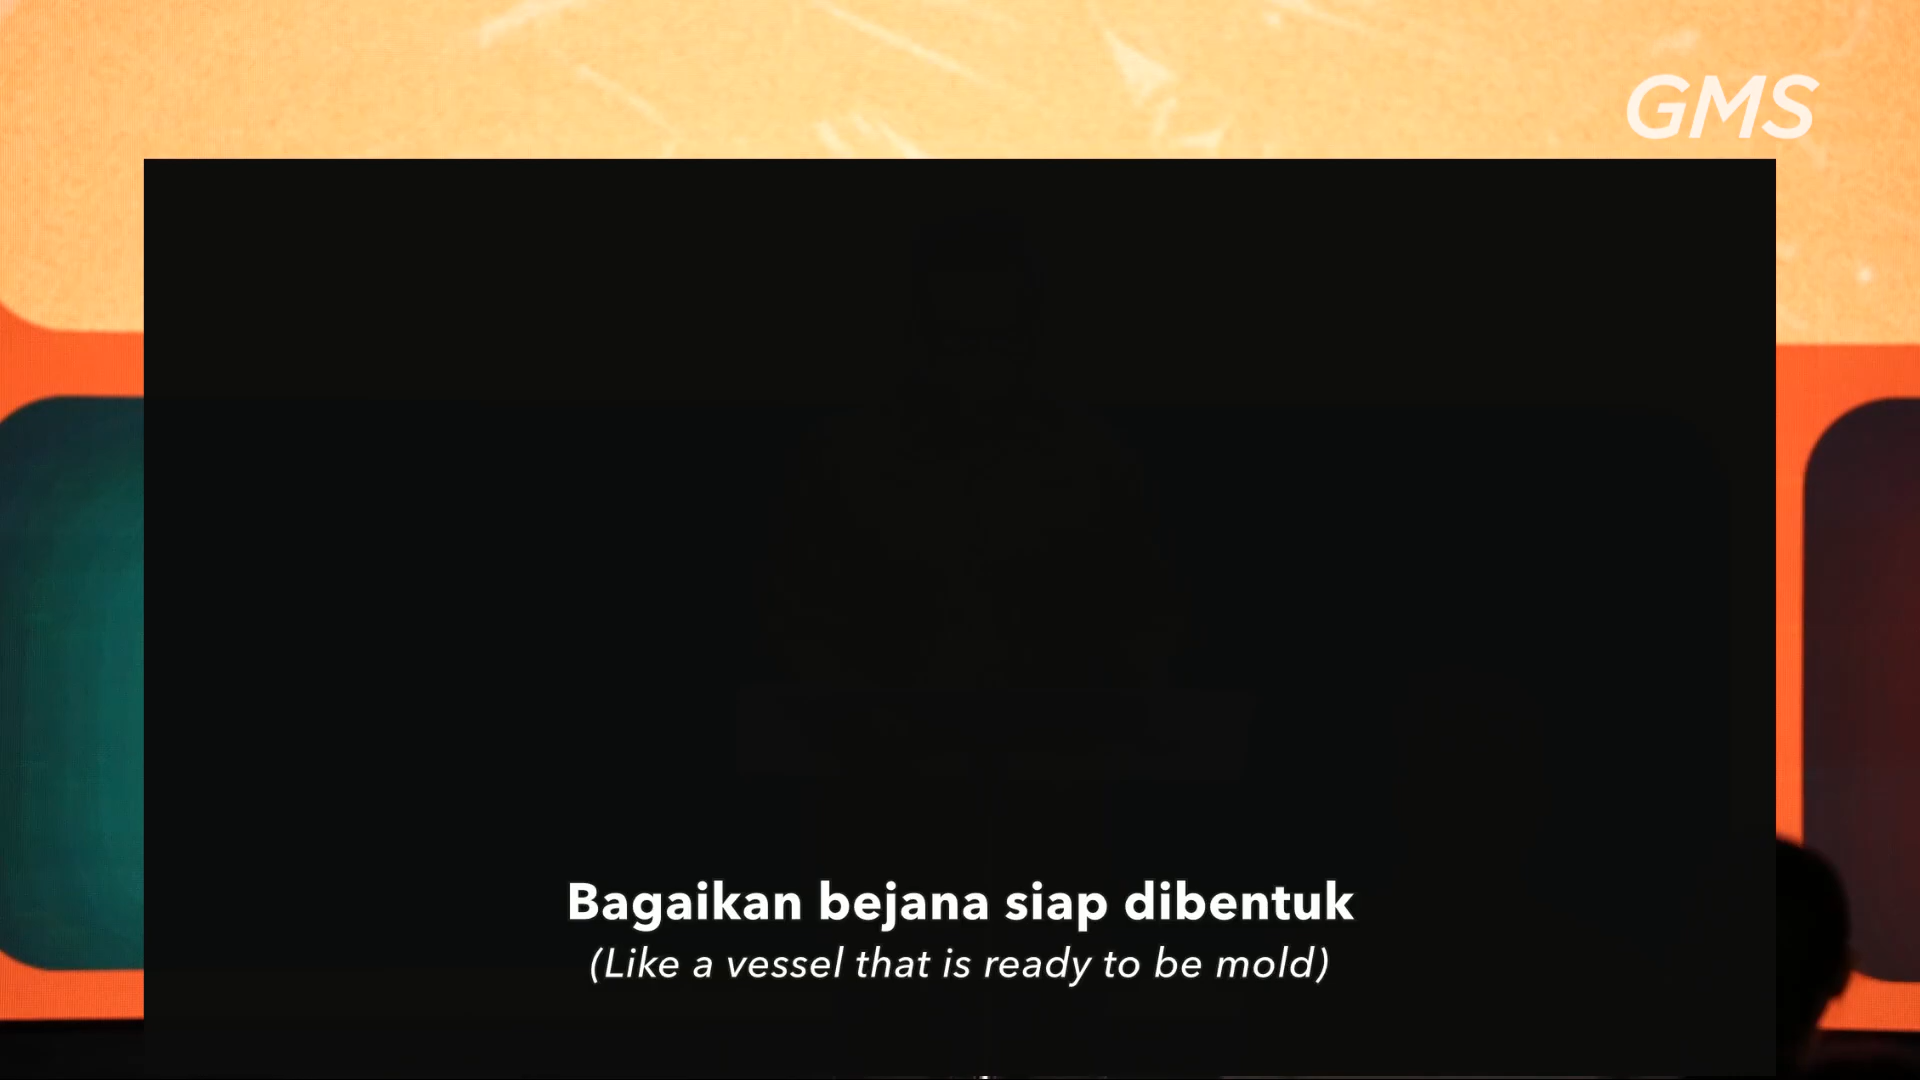 GMS
Bagaikan bejana siap dibentuk
(Like a vessel that is ready to be mold)